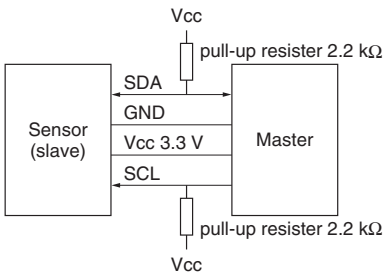 Vcc
pull-up resister 2.2 kΩ
SDA
GND
Sensor
(slave)
Vcc 3.3 V
Master
SCL
pull-up resister 2.2 kΩ
Vcc